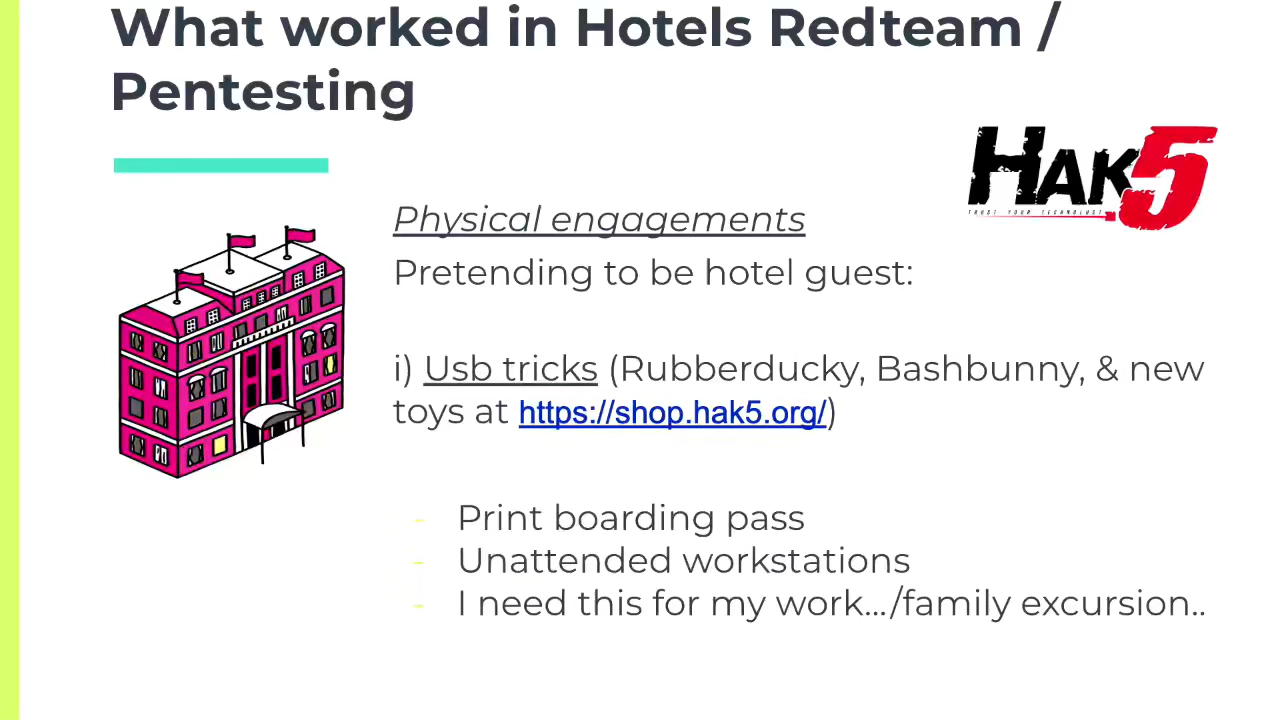 What worked in Hotels Redteam /
Pentesting
HAK5
TRUST YOUR TECHNOLUST
Physical engagements
Pretending to be hotel guest:
i) Usb tricks (Rubberducky, Bashbunny, & new
toys at https://shop.hak5.org/)
- Print boarding pass
- Unattended workstations
- I need this for my work.../family excursion..